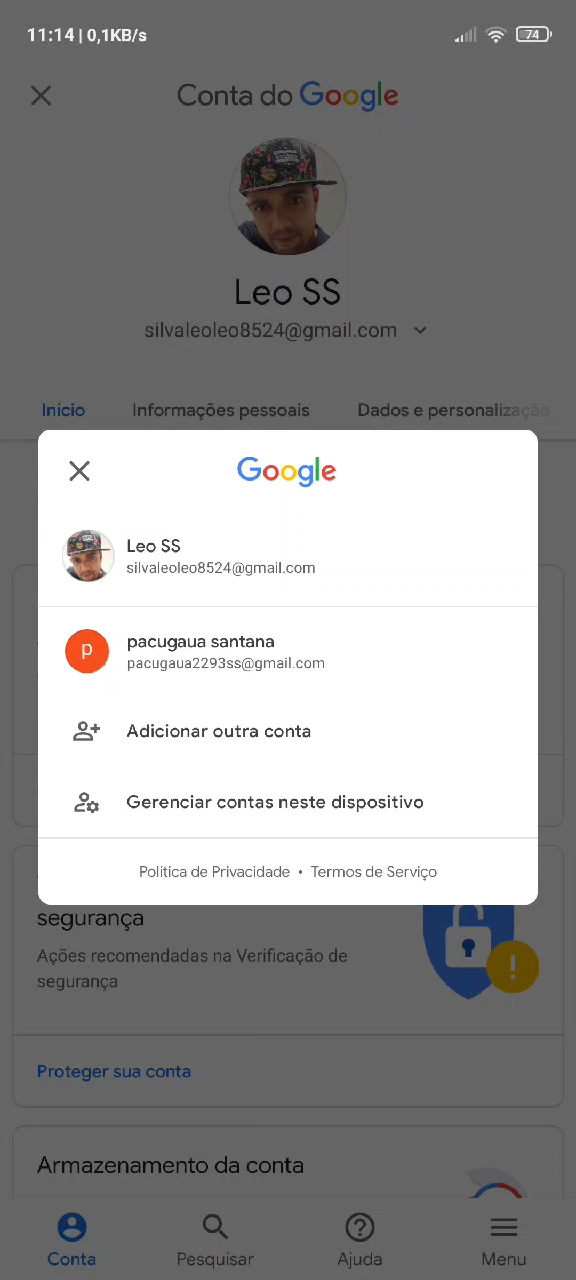 11:14 | 0,1KB/s
74
Conta do Google
Leo SS
silvaleoleo8524@gmail.com
Início Informações pessoais Dados e personalização
Google
Leo SS
silvaleoleo8524@gmail.com
p
pacugaua santana
pacugaua2293ss@gmail.com
Adicionar outra conta
Gerenciar contas neste dispositivo
Política de Privacidade • Termos de Serviço
segurança
Ações recomendadas na Verificação de
segurança
Proteger sua conta
Armazenamento da conta
Conta Pesquisar Ajuda Menu